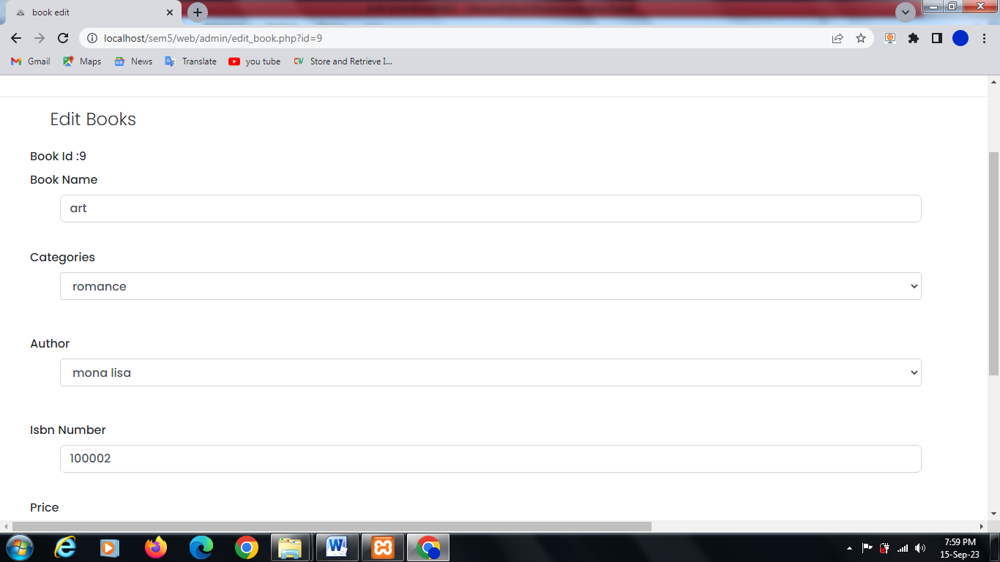 book edit
localhost/sem5/web/admin/edit_book.php?id=9
Gmail Maps News Translate you tube Store and Retrieve I...
Edit Books
Book Id :9
Book Name
art
Categories
romance
Author
mona lisa
Isbn Number
100002
Price
7:59 PM
15-Sep-23